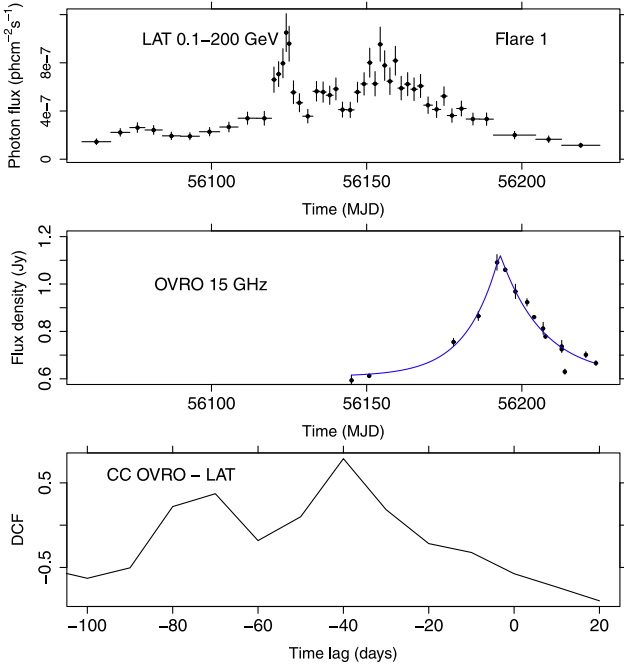 LAT 0.1−200 GeV
Flare 1
Photon flux (phcm−2s−1)
0
4e−7
8e−7
56100
56150
56200
Time (MJD)
OVRO 15 GHz
Flux density (Jy)
0.6
0.8
1.0
1.2
56100
56150
56200
Time (MJD)
CC OVRO − LAT
DCF
−0.5
0.5
−100
−80
−60
−40
−20
0
20
Time lag (days)